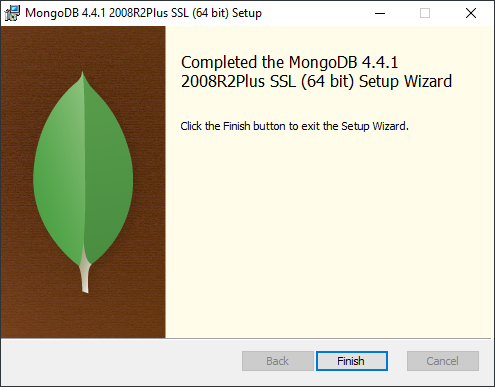 MongoDB 4.4.1 2008R2Plus SSL (64 bit) Setup
Completed the MongoDB 4.4.1
2008R2Plus SSL (64 bit) Setup Wizard
Click the Finish button to exit the Setup Wizard.
Back
Finish
Cancel